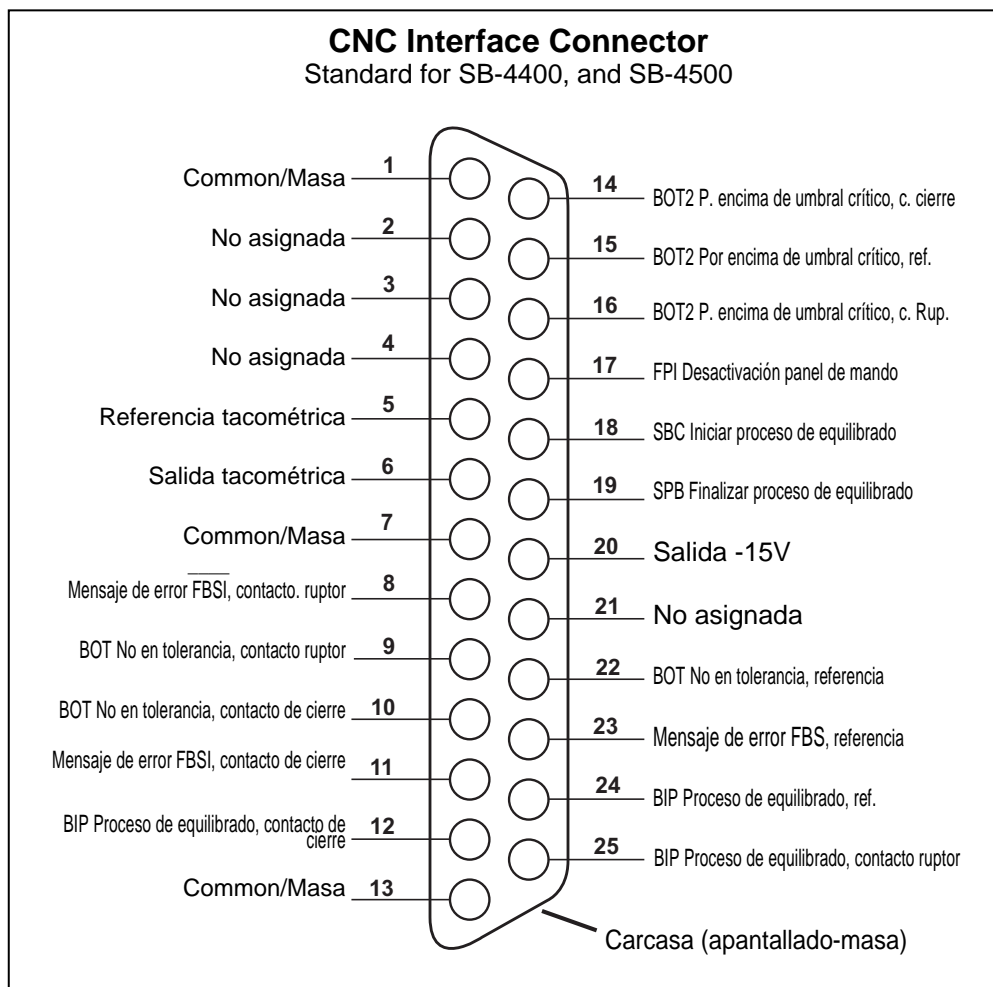 CNC Interface Connector
Standard for SB-4400, and SB-4500
Common/Masa 1
No asignada 2
No asignada 3
No asignada 4
Referencia tacométrica 5
Salida tacométrica 6
Common/Masa 7
Mensaje de error FBSI, contacto. ruptor 8
BOT No en tolerancia, contacto ruptor 9
BOT No en tolerancia, contacto de cierre 10
Mensaje de error FBSI, contacto de cierre 11
BIP Proceso de equilibrado, contacto de 12
cierre
Common/Masa 13
14 BOT2 P. encima de umbral crítico, c. cierre
15 BOT2 Por encima de umbral crítico, ref.
16 BOT2 P. encima de umbral crítico, c. Rup.
17 FPI Desactivación panel de mando
18 SBC Iniciar proceso de equilibrado
19 SPB Finalizar proceso de equilibrado
20 Salida -15V
21 No asignada
22 BOT No en tolerancia, referencia
23 Mensaje de error FBS, referencia
24 BIP Proceso de equilibrado, ref.
25 BIP Proceso de equilibrado, contacto ruptor
Carcasa (apantallado-masa)